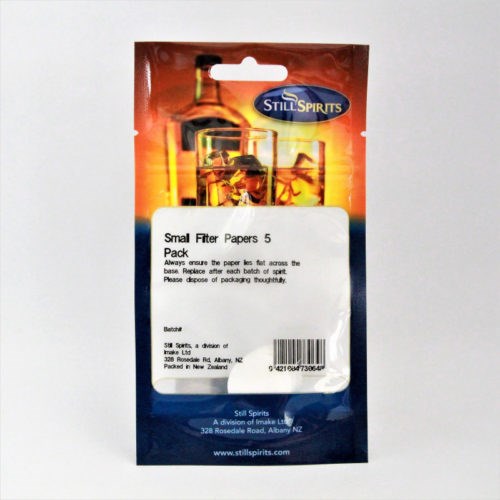 STILL SPIRITS
Small Filter Papers 5
Pack
Always ensure the paper lies flat across the
base. Replace after each batch of spirit.
Please dispose of packaging thoughtfully.
Batch#
Still Spirits, a division of
Imake Ltd
328 Rosedale Rd, Albany, NZ
Packed in New Zealand
Still Spirits
A division of Imake Ltd
328 Rosedale Road, Albany NZ
www.stillspirits.com